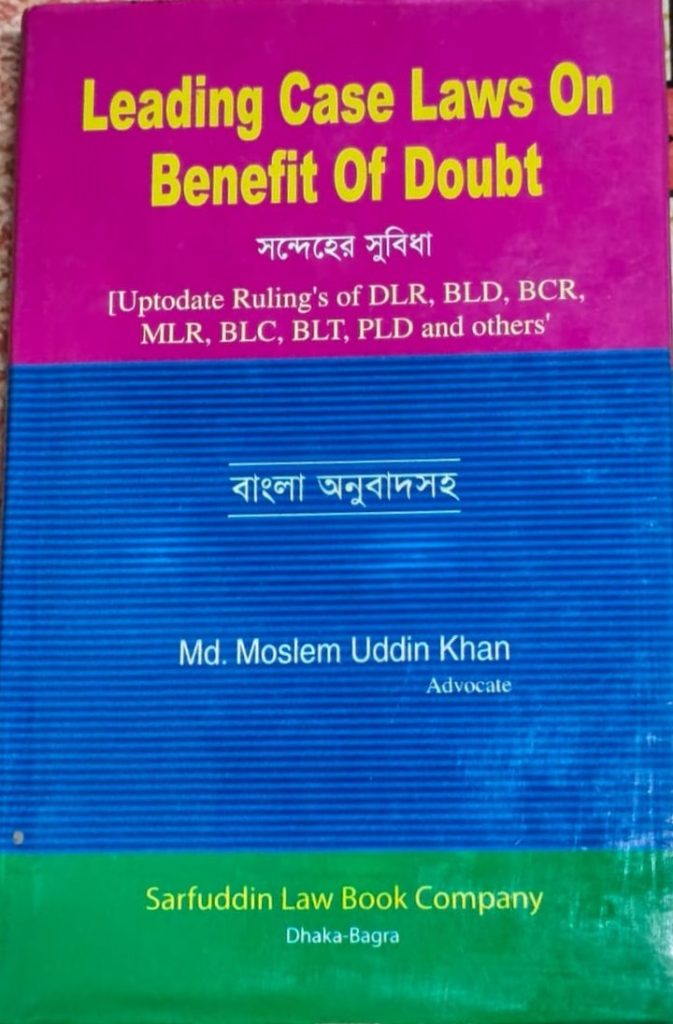 Leading Case Laws On
Benefit Of Doubt
সন্দেহের সুবিধা
[Uptodate Ruling's of DLR, BLD, BCR,
MLR, BLC, BLT, PLD and others'
বাংলা অনুবাদসহ
Md. Moslem Uddin Khan
Advocate
Sarfuddin Law Book Company
Dhaka-Bagra